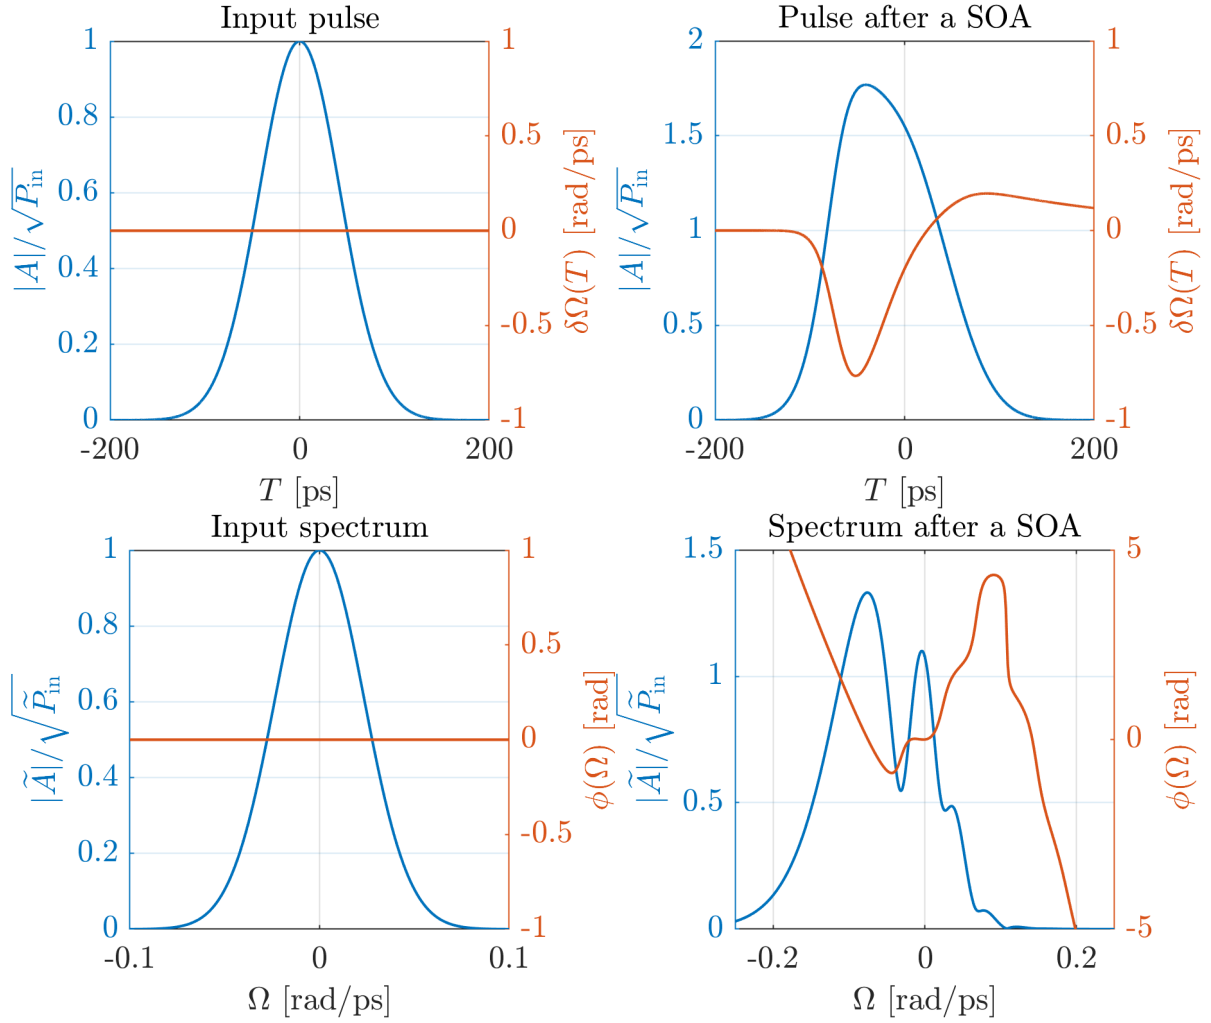 Input pulse
1
0.8
0.6
0.4
0.2
0
|A|/√P_in
1
0.5
0
-0.5
-1
δΩ(T) [rad/ps]
-200 0 200
T [ps]
Pulse after a SOA
2
1.5
1
0.5
0
|A|/√P_in
1
0.5
0
-0.5
-1
δΩ(T) [rad/ps]
-200 0 200
T [ps]
Input spectrum
1
0.8
0.6
0.4
0.2
0
|Ã|/√P̃_in
1
0.5
0
-0.5
-1
ϕ(Ω) [rad]
-0.1 0 0.1
Ω [rad/ps]
Spectrum after a SOA
1.5
1
0.5
0
|Ã|/√P̃_in
5
0
-5
ϕ(Ω) [rad]
-0.2 0 0.2
Ω [rad/ps]